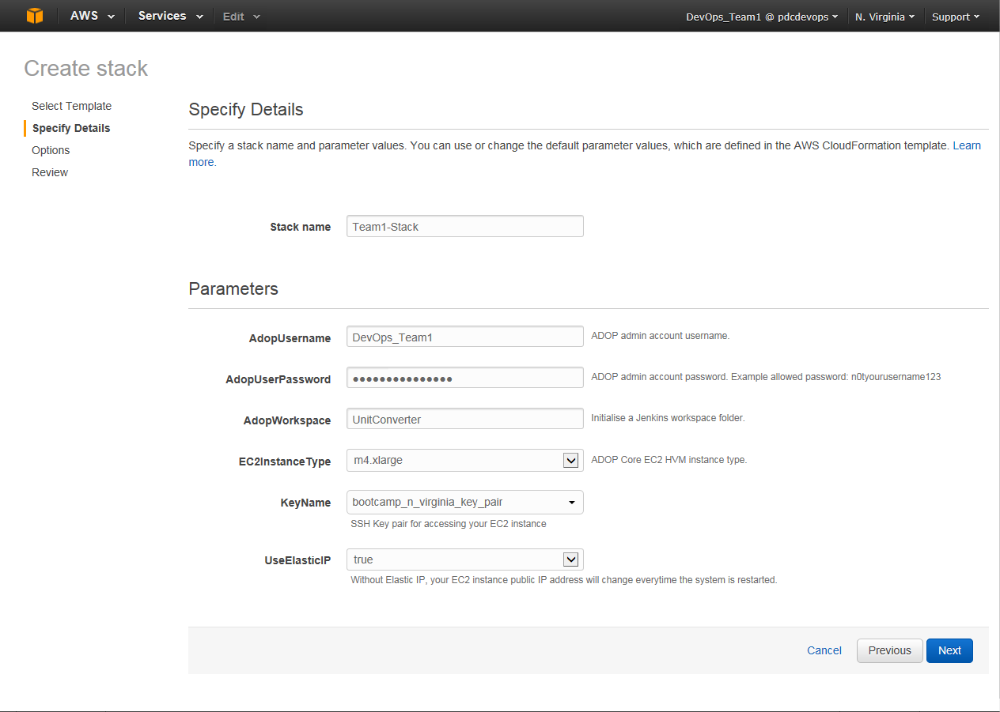 AWS Services Edit DevOps_Team1 @ pdcdevops N. Virginia Support
Create stack
Select Template
Specify Details
Options
Review
Specify Details
Specify a stack name and parameter values. You can use or change the default parameter values, which are defined in the AWS CloudFormation template. Learn
more.
Stack name Team1-Stack
Parameters
AdopUsername DevOps_Team1 ADOP admin account username.
AdopUserPassword ●●●●●●●●●●●●●●● ADOP admin account password. Example allowed password: n0tyourusername123
AdopWorkspace UnitConverter Initialise a Jenkins workspace folder.
EC2InstanceType m4.xlarge ADOP Core EC2 HVM instance type.
KeyName bootcamp_n_virginia_key_pair
SSH Key pair for accessing your EC2 instance
UseElasticIP true
Without Elastic IP, your EC2 instance public IP address will change everytime the system is restarted.
Cancel Previous Next